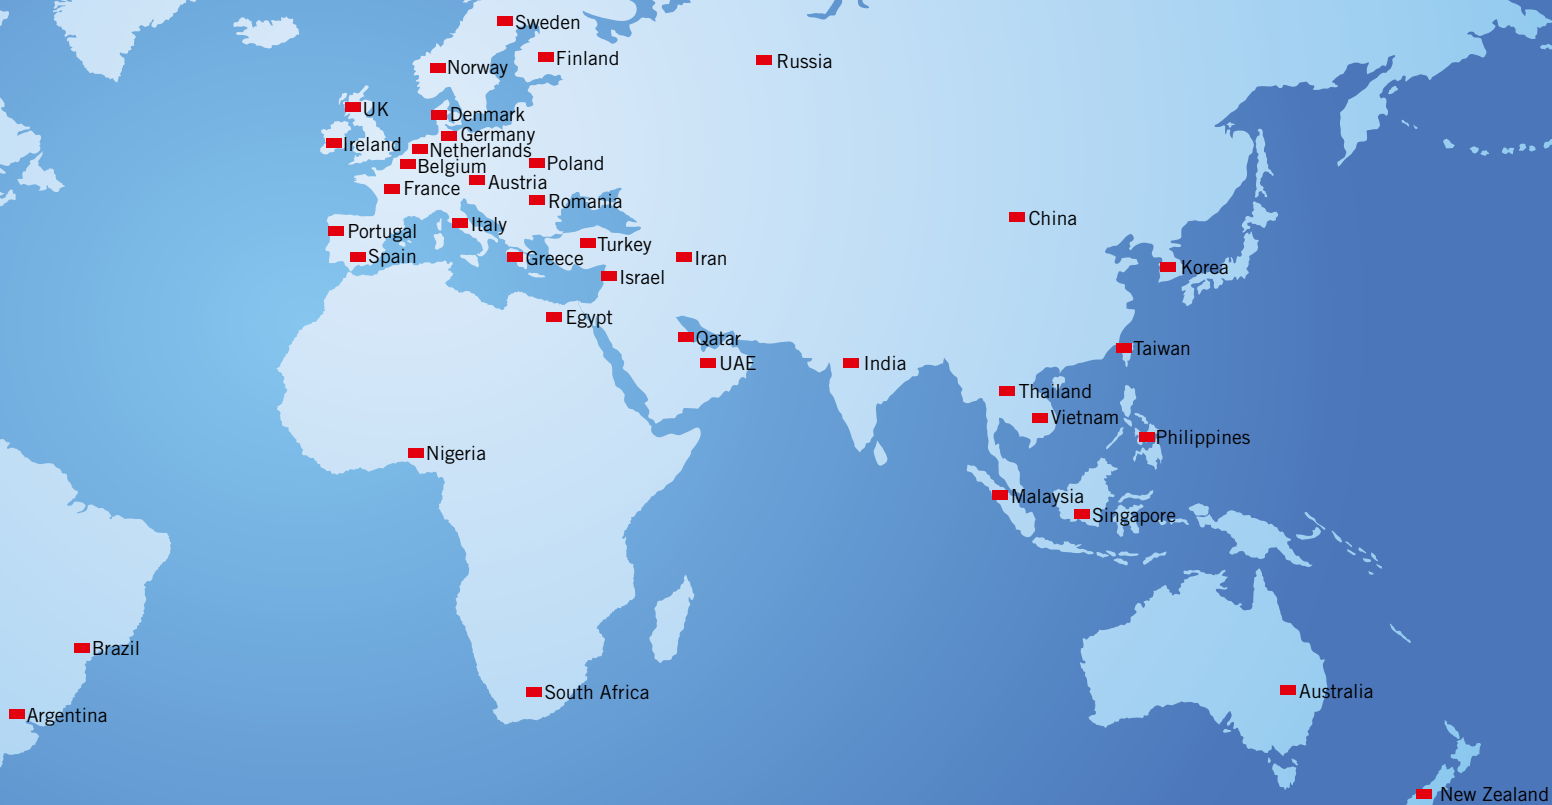 Sweden
Finland
Russia
Norway
UK
Denmark
Germany
Ireland
Netherlands
Belgium
Poland
Austria
France
Romania
China
Italy
Portugal
Turkey
Spain
Greece
Iran
Korea
Israel
Egypt
Qatar
Taiwan
UAE
India
Thailand
Vietnam
Philippines
Nigeria
Malaysia
Singapore
Brazil
South Africa
Australia
Argentina
New Zealand